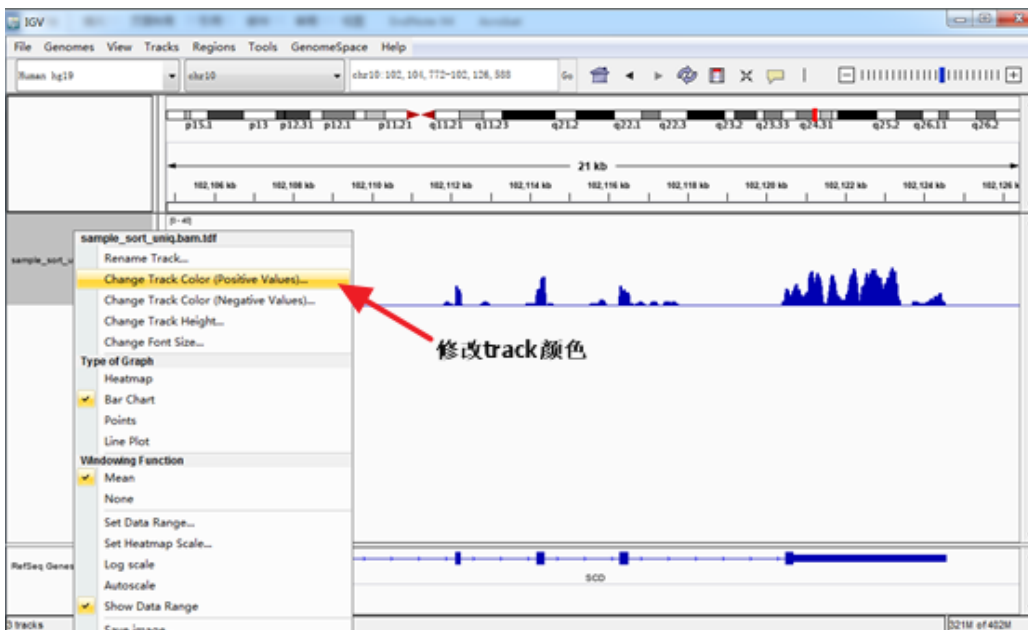 IGV
File Genomes View Tracks Regions Tools GenomeSpace Help
Human hg19 chr10 chr10:102,104,772-102,126,588 Go
p15.1 p13 p12.31 p12.1 p11.21 q11.21 q11.23 q21.2 q22.1 q22.3 q23.2 q23.33 q24.31 q25.2 q26.11 q26.2
21 kb
102,106 kb 102,108 kb 102,110 kb 102,112 kb 102,114 kb 102,116 kb 102,118 kb 102,120 kb 102,122 kb 102,124 kb 102,126 k
[0 - 40]
sample_sort_u
sample_sort_uniq.bam.tdf
Rename Track...
Change Track Color (Positive Values)...
Change Track Color (Negative Values)...
Change Track Height...
Change Font Size...
修改track颜色
Type of Graph
Heatmap
Bar Chart
Points
Line Plot
Windowing Function
Mean
None
Set Data Range...
Set Heatmap Scale...
Log scale
Autoscale
Show Data Range
Save image
RefSeq Genes
SCD
3 tracks
321M of 402M